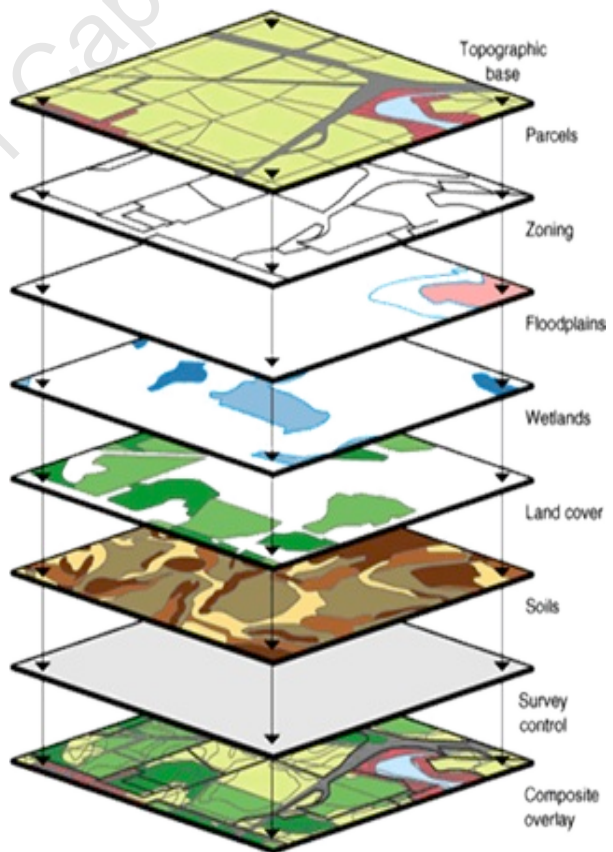 Topographic
base
Parcels
Zoning
Floodplains
Wetlands
Land cover
Soils
Survey
control
Composite
overlay